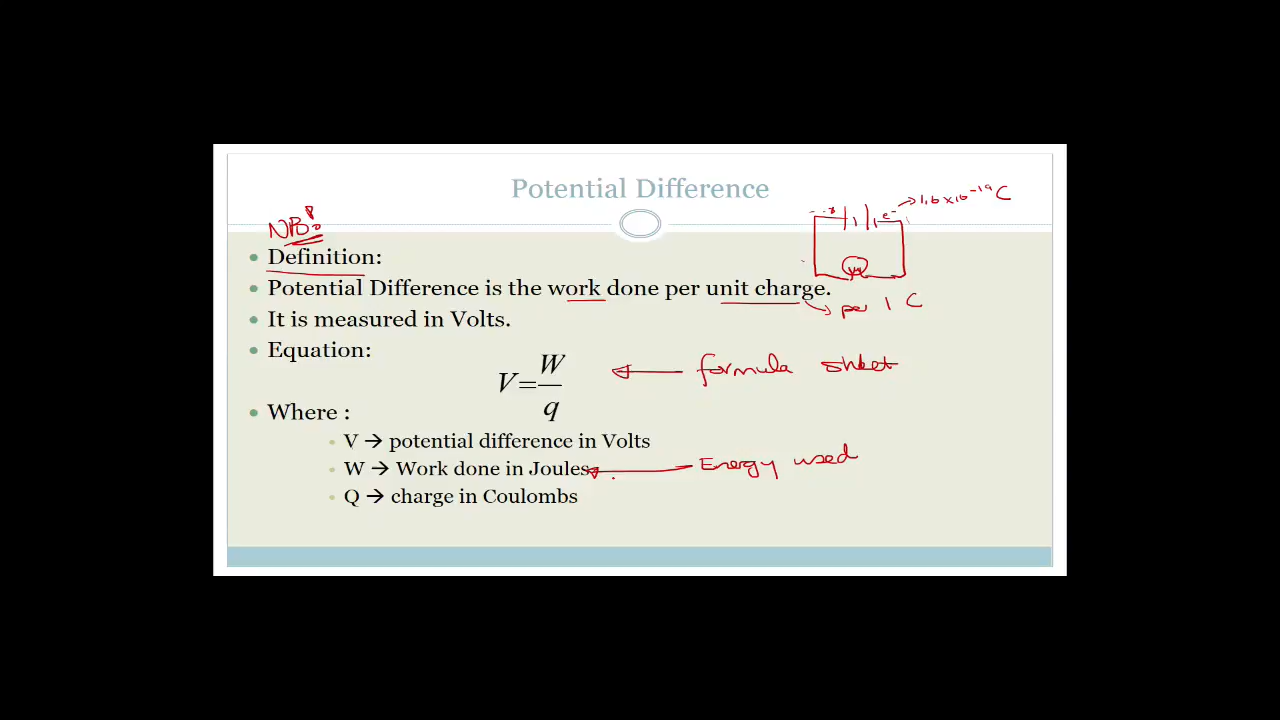 Potential Difference
e⁻ → 1,6 × 10⁻¹⁹ C
NB!
• Definition:
• Potential Difference is the work done per unit charge.
per 1 C
• It is measured in Volts.
• Equation:
V = W/q
formula sheet
• Where :
• V → potential difference in Volts
• W → Work done in Joules
Energy used
• Q → charge in Coulombs